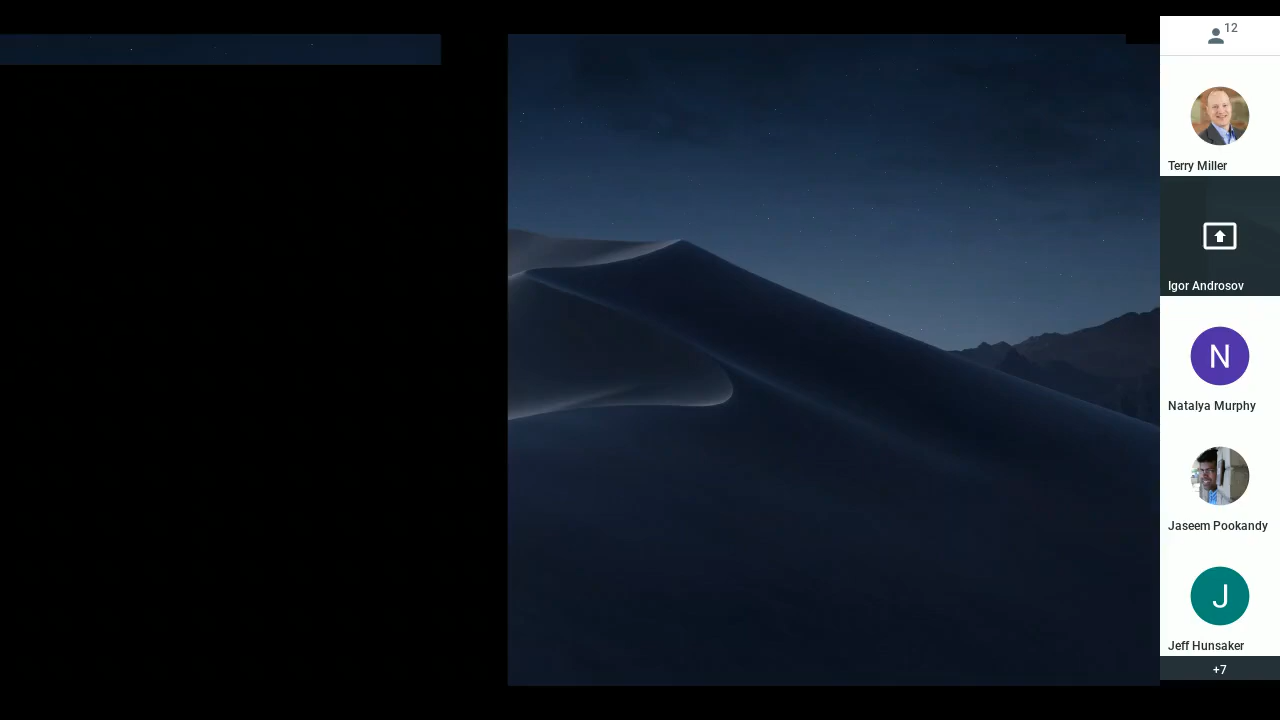 12
Terry Miller
Igor Androsov
N
Natalya Murphy
Jaseem Pookandy
J
Jeff Hunsaker
+7